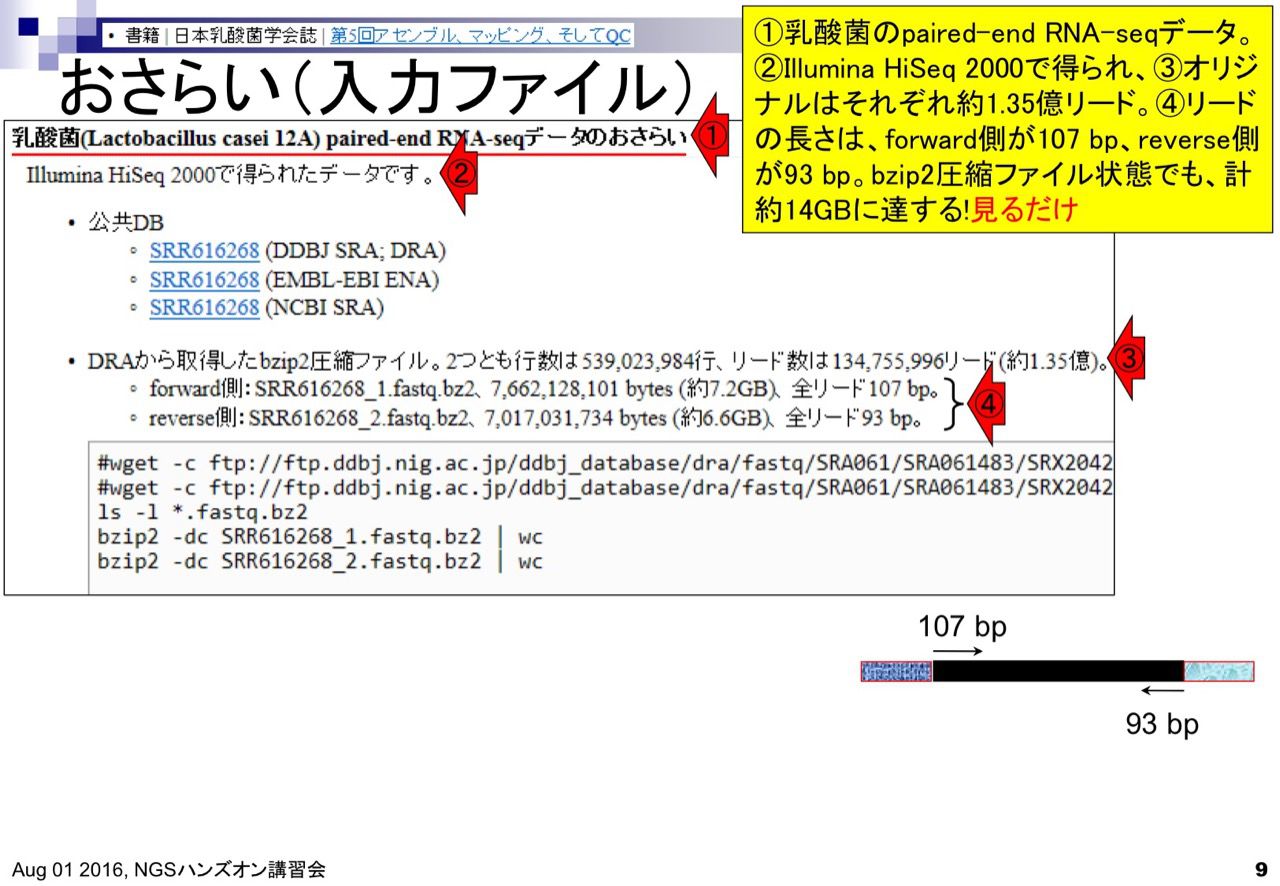 ・ 書籍 | 日本乳酸菌学会誌 | 第5回アセンブル、マッピング、そしてQC
おさらい(入力ファイル)
①乳酸菌のpaired-end RNA-seqデータ。
②Illumina HiSeq 2000で得られ、③オリジ
ナルはそれぞれ約1.35億リード。④リード
の長さは、forward側が107 bp、reverse側
が93 bp。bzip2圧縮ファイル状態でも、計
約14GBに達する!見るだけ
乳酸菌(Lactobacillus casei 12A) paired-end RNA-seqデータのおさらい ①
Illumina HiSeq 2000で得られたデータです。 ②
• 公共DB
◦ SRR616268 (DDBJ SRA; DRA)
◦ SRR616268 (EMBL-EBI ENA)
◦ SRR616268 (NCBI SRA)
• DRAから取得したbzip2圧縮ファイル。2つとも行数は539,023,984行、リード数は134,755,996リード(約1.35億)。 ③
◦ forward側：SRR616268_1.fastq.bz2、7,662,128,101 bytes (約7.2GB)、全リード107 bp。
◦ reverse側：SRR616268_2.fastq.bz2、7,017,031,734 bytes (約6.6GB)、全リード93 bp。
④
#wget -c ftp://ftp.ddbj.nig.ac.jp/ddbj_database/dra/fastq/SRA061/SRA061483/SRX2042
#wget -c ftp://ftp.ddbj.nig.ac.jp/ddbj_database/dra/fastq/SRA061/SRA061483/SRX2042
ls -l *.fastq.bz2
bzip2 -dc SRR616268_1.fastq.bz2 | wc
bzip2 -dc SRR616268_2.fastq.bz2 | wc
107 bp
93 bp
Aug 01 2016, NGSハンズオン講習会
9